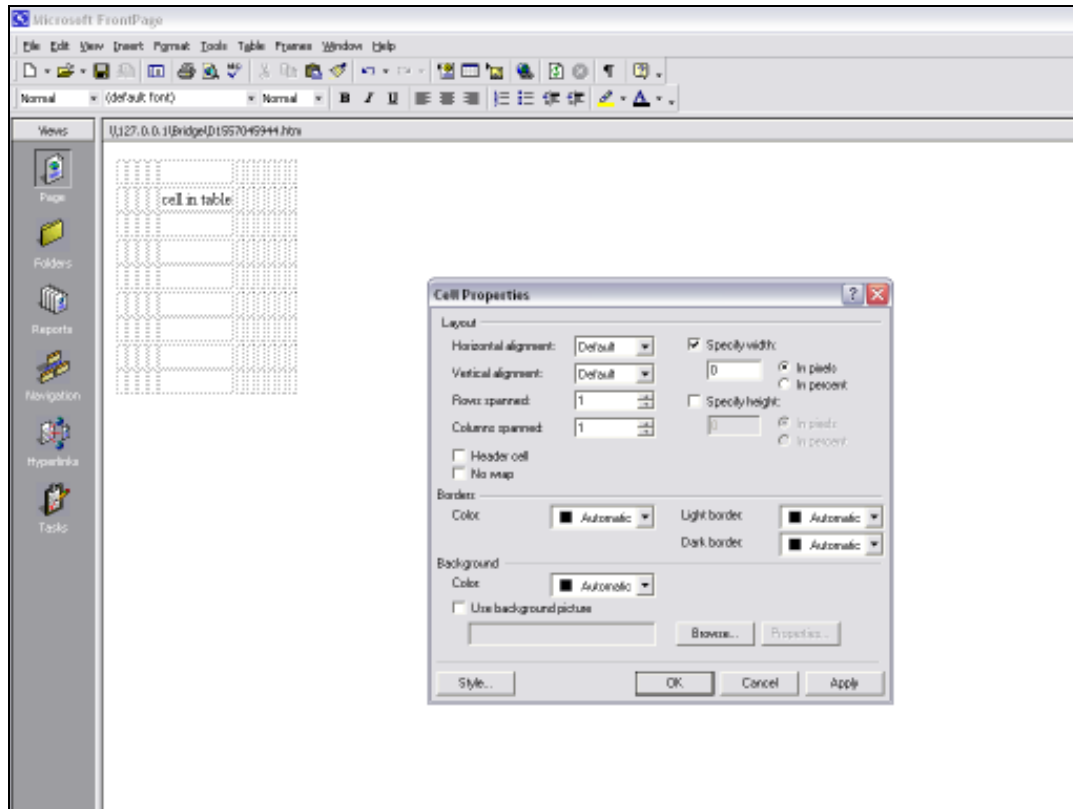 Microsoft FrontPage
File Edit View Insert Format Tools Table Frames Window Help
Normal (default font) Normal B I U A
Views \\127.0.0.1\Bridge\D1557045944.htm
Page
cell in table
Folders
Reports
Navigation
Hyperlinks
Tasks
Cell Properties
Layout
Horizontal alignment: Default Specify width:
0 In pixels
Vertical alignment: Default In percent
Rows spanned: 1 Specify height:
0 In pixels
Columns spanned: 1 In percent
Header cell
No wrap
Borders
Color: Automatic Light border: Automatic
Dark border: Automatic
Background
Color: Automatic
Use background picture
Browse... Properties...
Style... OK Cancel Apply